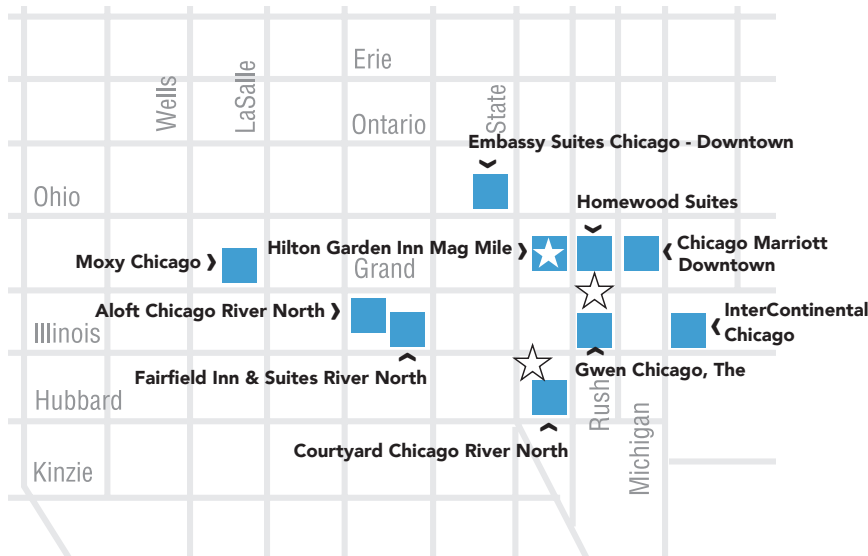 Erie
Wells
LaSalle
State
Ontario
Embassy Suites Chicago - Downtown
Ohio
Homewood Suites
Hilton Garden Inn Mag Mile
Chicago Marriott
Downtown
Moxy Chicago
Grand
Aloft Chicago River North
InterContinental
Chicago
Illinois
Fairfield Inn & Suites River North
Gwen Chicago, The
Hubbard
Rush
Michigan
Courtyard Chicago River North
Kinzie